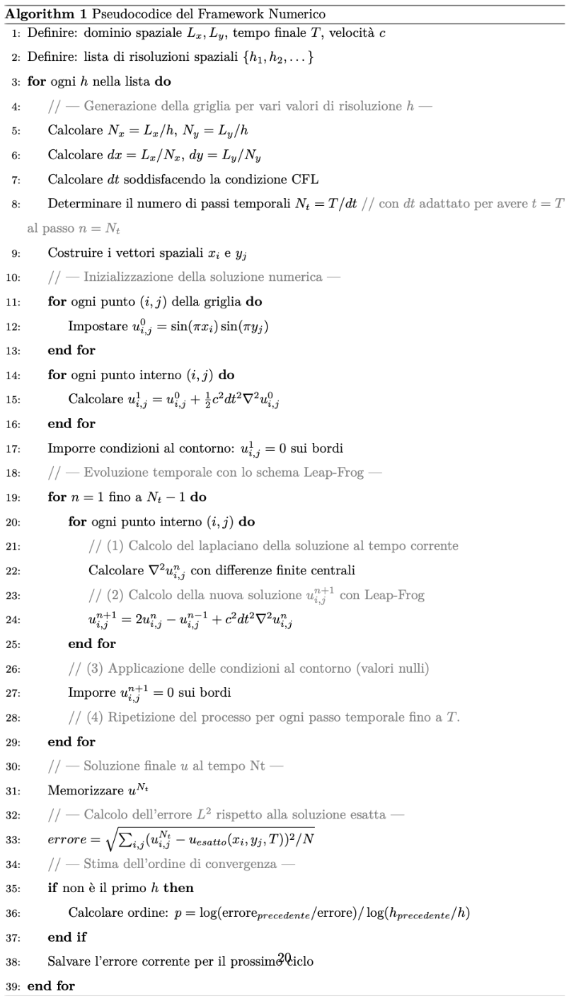 Algorithm 1 Pseudocodice del Framework Numerico
1: Definire: dominio spaziale $L_x, L_y$, tempo finale $T$, velocità $c$
2: Definire: lista di risoluzioni spaziali $\{h_1, h_2, \dots\}$
3: for ogni $h$ nella lista do
4: // — Generazione della griglia per vari valori di risoluzione $h$ —
5: Calcolare $N_x = L_x/h$, $N_y = L_y/h$
6: Calcolare $dx = L_x/N_x$, $dy = L_y/N_y$
7: Calcolare $dt$ soddisfacendo la condizione CFL
8: Determinare il numero di passi temporali $N_t = T/dt$ // con $dt$ adattato per avere $t = T$
al passo $n = N_t$
9: Costruire i vettori spaziali $x_i$ e $y_j$
10: // — Inizializzazione della soluzione numerica —
11: for ogni punto $(i, j)$ della griglia do
12: Impostare $u^0_{i,j} = \sin(\pi x_i) \sin(\pi y_j)$
13: end for
14: for ogni punto interno $(i, j)$ do
15: Calcolare $u^1_{i,j} = u^0_{i,j} + \frac{1}{2}c^2 dt^2 \nabla^2 u^0_{i,j}$
16: end for
17: Imporre condizioni al contorno: $u^1_{i,j} = 0$ sui bordi
18: // — Evoluzione temporale con lo schema Leap-Frog —
19: for $n = 1$ fino a $N_t - 1$ do
20: for ogni punto interno $(i, j)$ do
21: // (1) Calcolo del laplaciano della soluzione al tempo corrente
22: Calcolare $\nabla^2 u^n_{i,j}$ con differenze finite centrali
23: // (2) Calcolo della nuova soluzione $u^{n+1}_{i,j}$ con Leap-Frog
24: $u^{n+1}_{i,j} = 2u^n_{i,j} - u^{n-1}_{i,j} + c^2 dt^2 \nabla^2 u^n_{i,j}$
25: end for
26: // (3) Applicazione delle condizioni al contorno (valori nulli)
27: Imporre $u^{n+1}_{i,j} = 0$ sui bordi
28: // (4) Ripetizione del processo per ogni passo temporale fino a $T$.
29: end for
30: // — Soluzione finale $u$ al tempo Nt —
31: Memorizzare $u^{N_t}$
32: // — Calcolo dell'errore $L^2$ rispetto alla soluzione esatta —
33: $errore = \sqrt{\sum_{i,j}(u^{N_t}_{i,j} - u_{esatto}(x_i, y_j, T))^2/N}$
34: // — Stima dell'ordine di convergenza —
35: if non è il primo $h$ then
36: Calcolare ordine: $p = \log(\text{errore}_{precedente}/\text{errore})/\log(h_{precedente}/h)$
37: end if
38: Salvare l'errore corrente per il prossimo ciclo
20
39: end for